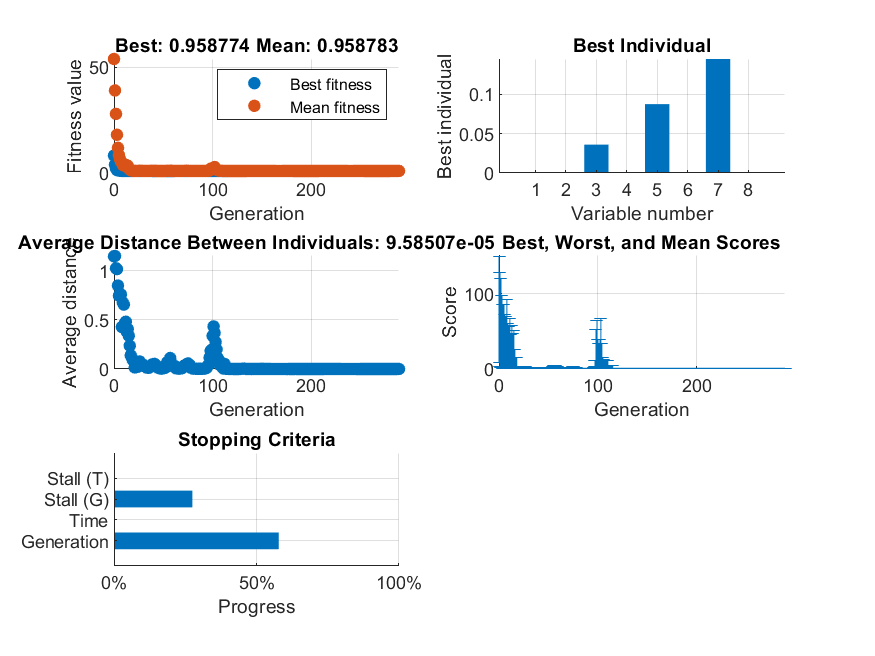 Best: 0.958774 Mean: 0.958783
Fitness value
50
0
0 100 200
Generation
Best fitness
Mean fitness
Best Individual
Best individual
0.1
0.05
0
1 2 3 4 5 6 7 8
Variable number
Average Distance Between Individuals: 9.58507e-05
Average distance
1
0.5
0
0 100 200
Generation
Best, Worst, and Mean Scores
Score
100
0
0 100 200
Generation
Stopping Criteria
Stall (T)
Stall (G)
Time
Generation
0% 50% 100%
Progress